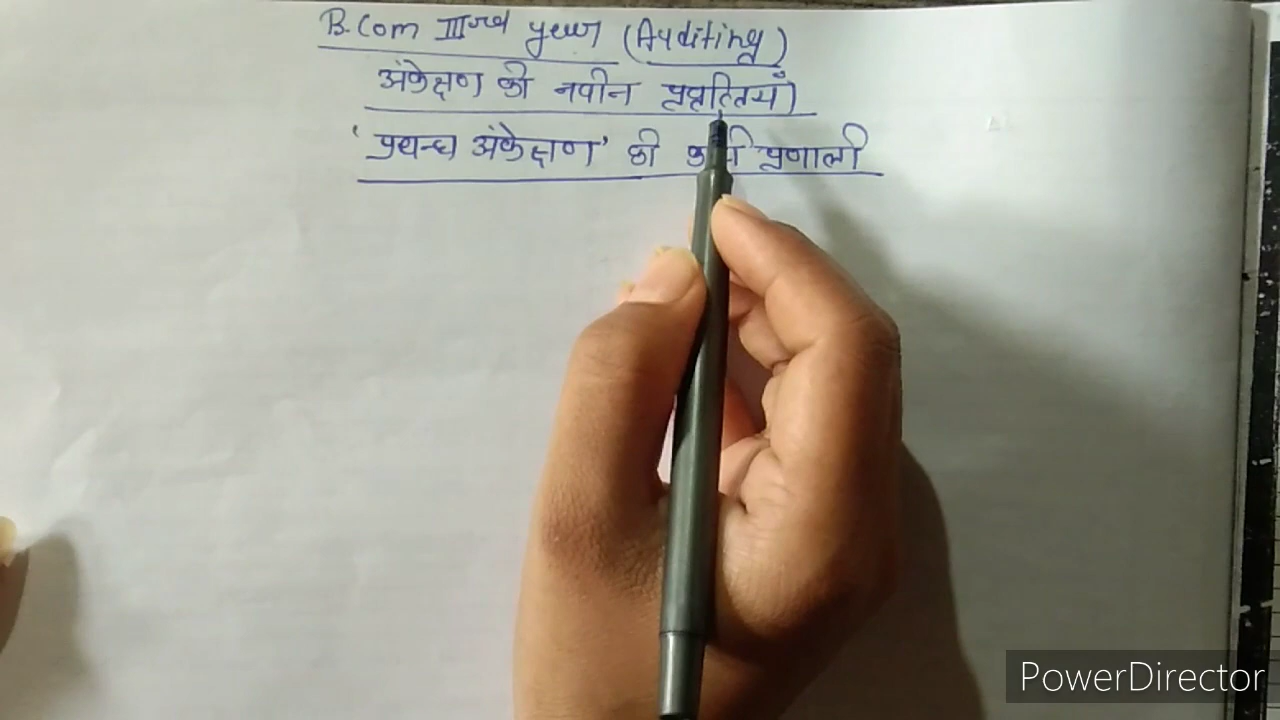 B.Com IIIrd year (Auditing)
अंकेक्षण की नवीन प्रवृत्तियाँ
'प्रबन्ध अंकेक्षण' की प्रणाली
PowerDirector